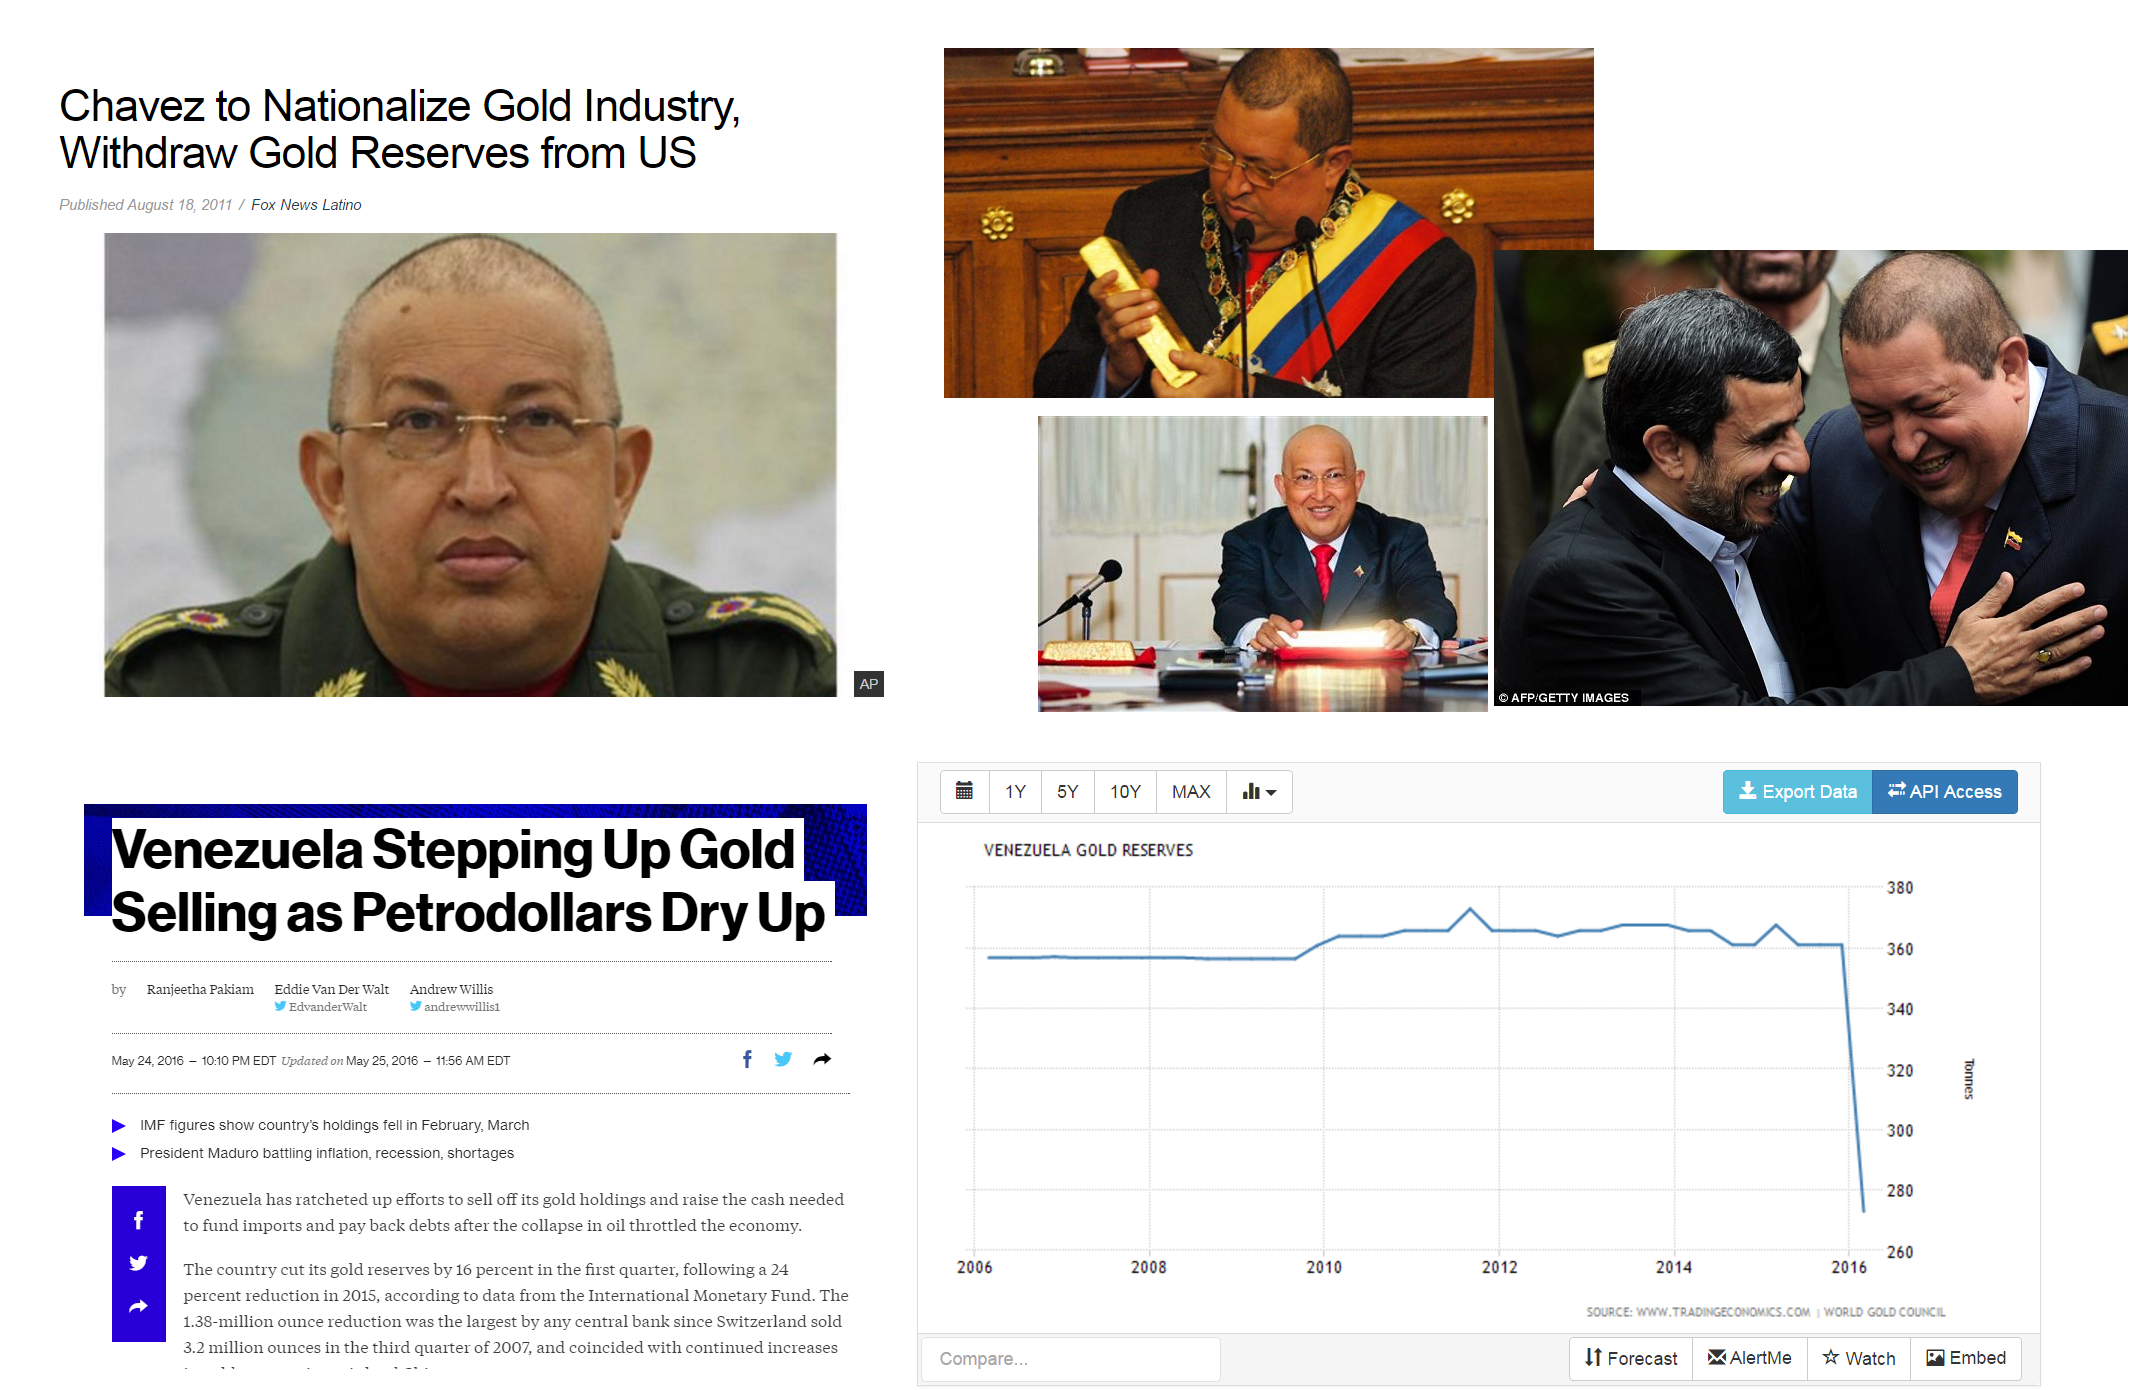 Chavez to Nationalize Gold Industry,
Withdraw Gold Reserves from US
Published August 18, 2011 / Fox News Latino
AP
© AFP/GETTY IMAGES
Venezuela Stepping Up Gold
Selling as Petrodollars Dry Up
by Ranjeetha Pakiam Eddie Van Der Walt Andrew Willis
EdvanderWalt andrewwillis1
May 24, 2016 — 10:10 PM EDT Updated on May 25, 2016 — 11:56 AM EDT
IMF figures show country's holdings fell in February, March
President Maduro battling inflation, recession, shortages
Venezuela has ratcheted up efforts to sell off its gold holdings and raise the cash needed
to fund imports and pay back debts after the collapse in oil throttled the economy.
The country cut its gold reserves by 16 percent in the first quarter, following a 24
percent reduction in 2015, according to data from the International Monetary Fund. The
1.38-million ounce reduction was the largest by any central bank since Switzerland sold
3.2 million ounces in the third quarter of 2007, and coincided with continued increases
1Y 5Y 10Y MAX
Export Data API Access
VENEZUELA GOLD RESERVES
380
360
340
320
300
280
260
Tonnes
2006 2008 2010 2012 2014 2016
SOURCE: WWW.TRADINGECONOMICS.COM | WORLD GOLD COUNCIL
Compare...
Forecast AlertMe Watch Embed